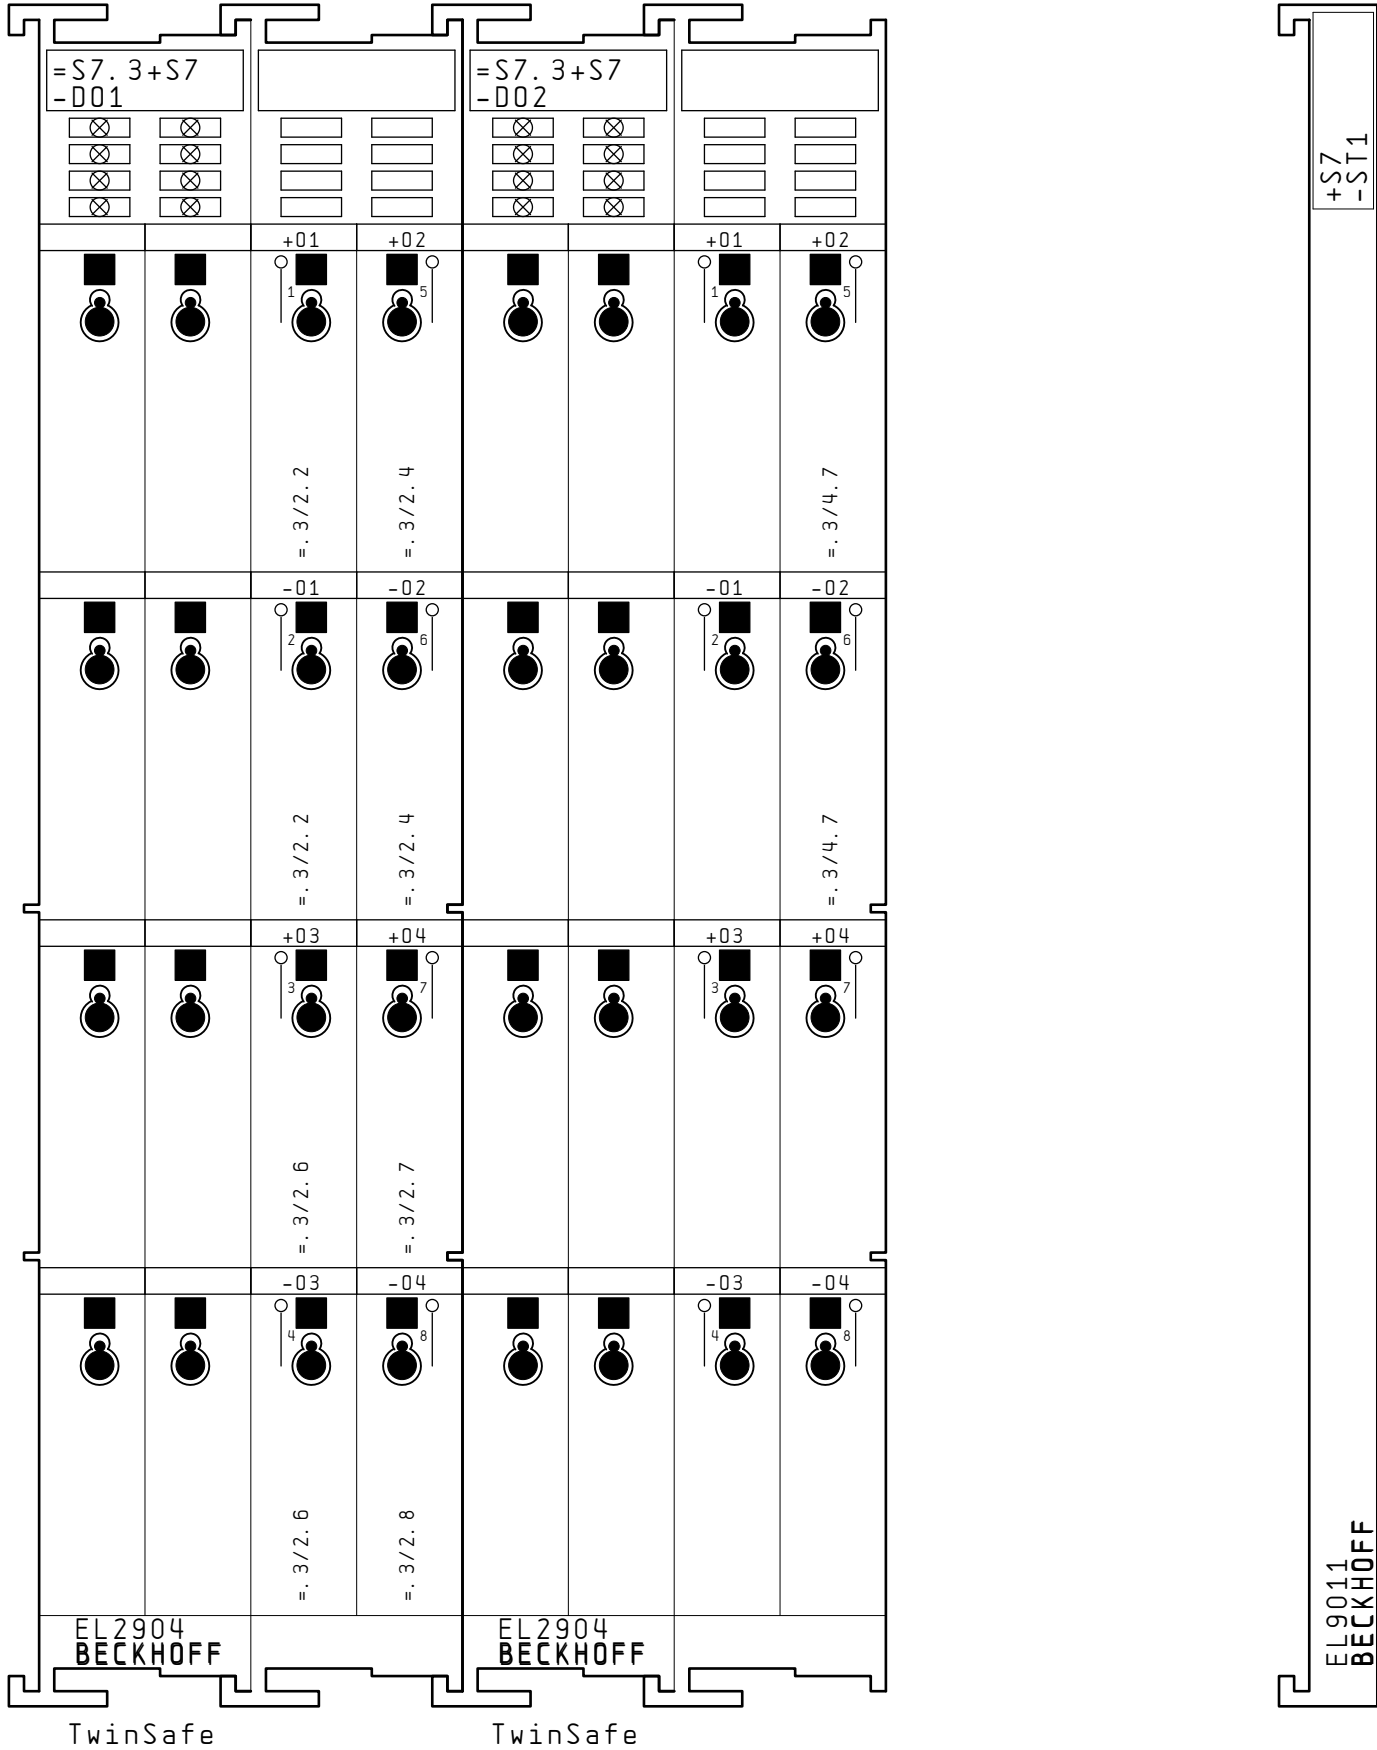 =S7.3+S7
-D01
=S7.3+S7
-D02
+S7
-ST1
+01 +02 +01 +02
1 5 1 5
=.3/2.2 =.3/2.4 =.3/4.7
-01 -02 -01 -02
2 6 2 6
=.3/2.2 =.3/2.4 =.3/4.7
+03 +04 +03 +04
3 7 3 7
=.3/2.6 =.3/2.7
-03 -04 -03 -04
4 8 4 8
=.3/2.6 =.3/2.8
EL2904
BECKHOFF
EL2904
BECKHOFF
EL9011
BECKHOFF
TwinSafe TwinSafe